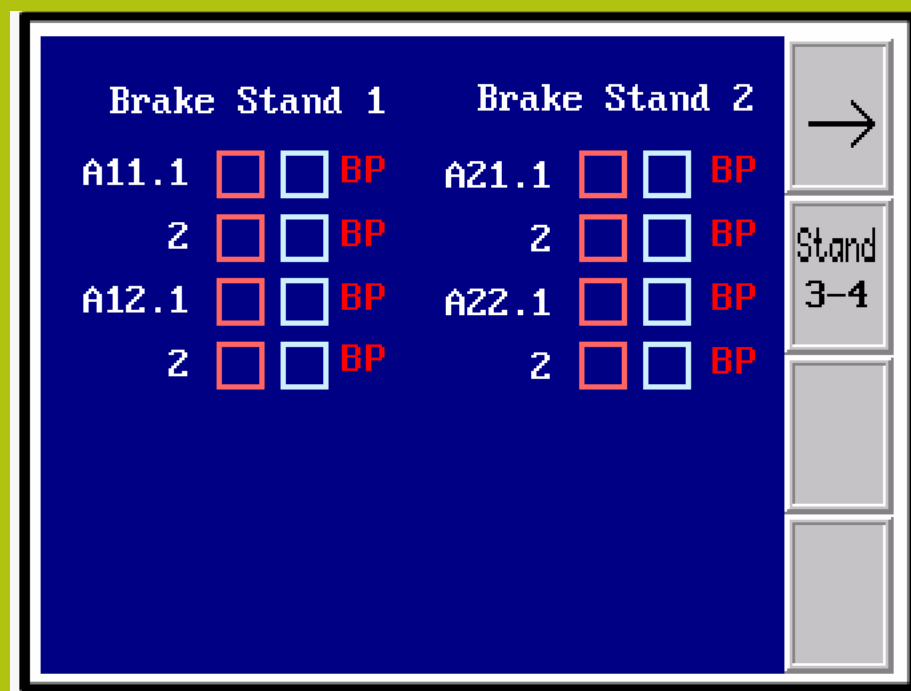 Brake Stand 1
A11.1 BP
2 BP
A12.1 BP
2 BP
Brake Stand 2
A21.1 BP
2 BP
A22.1 BP
2 BP
→
Stand
3-4